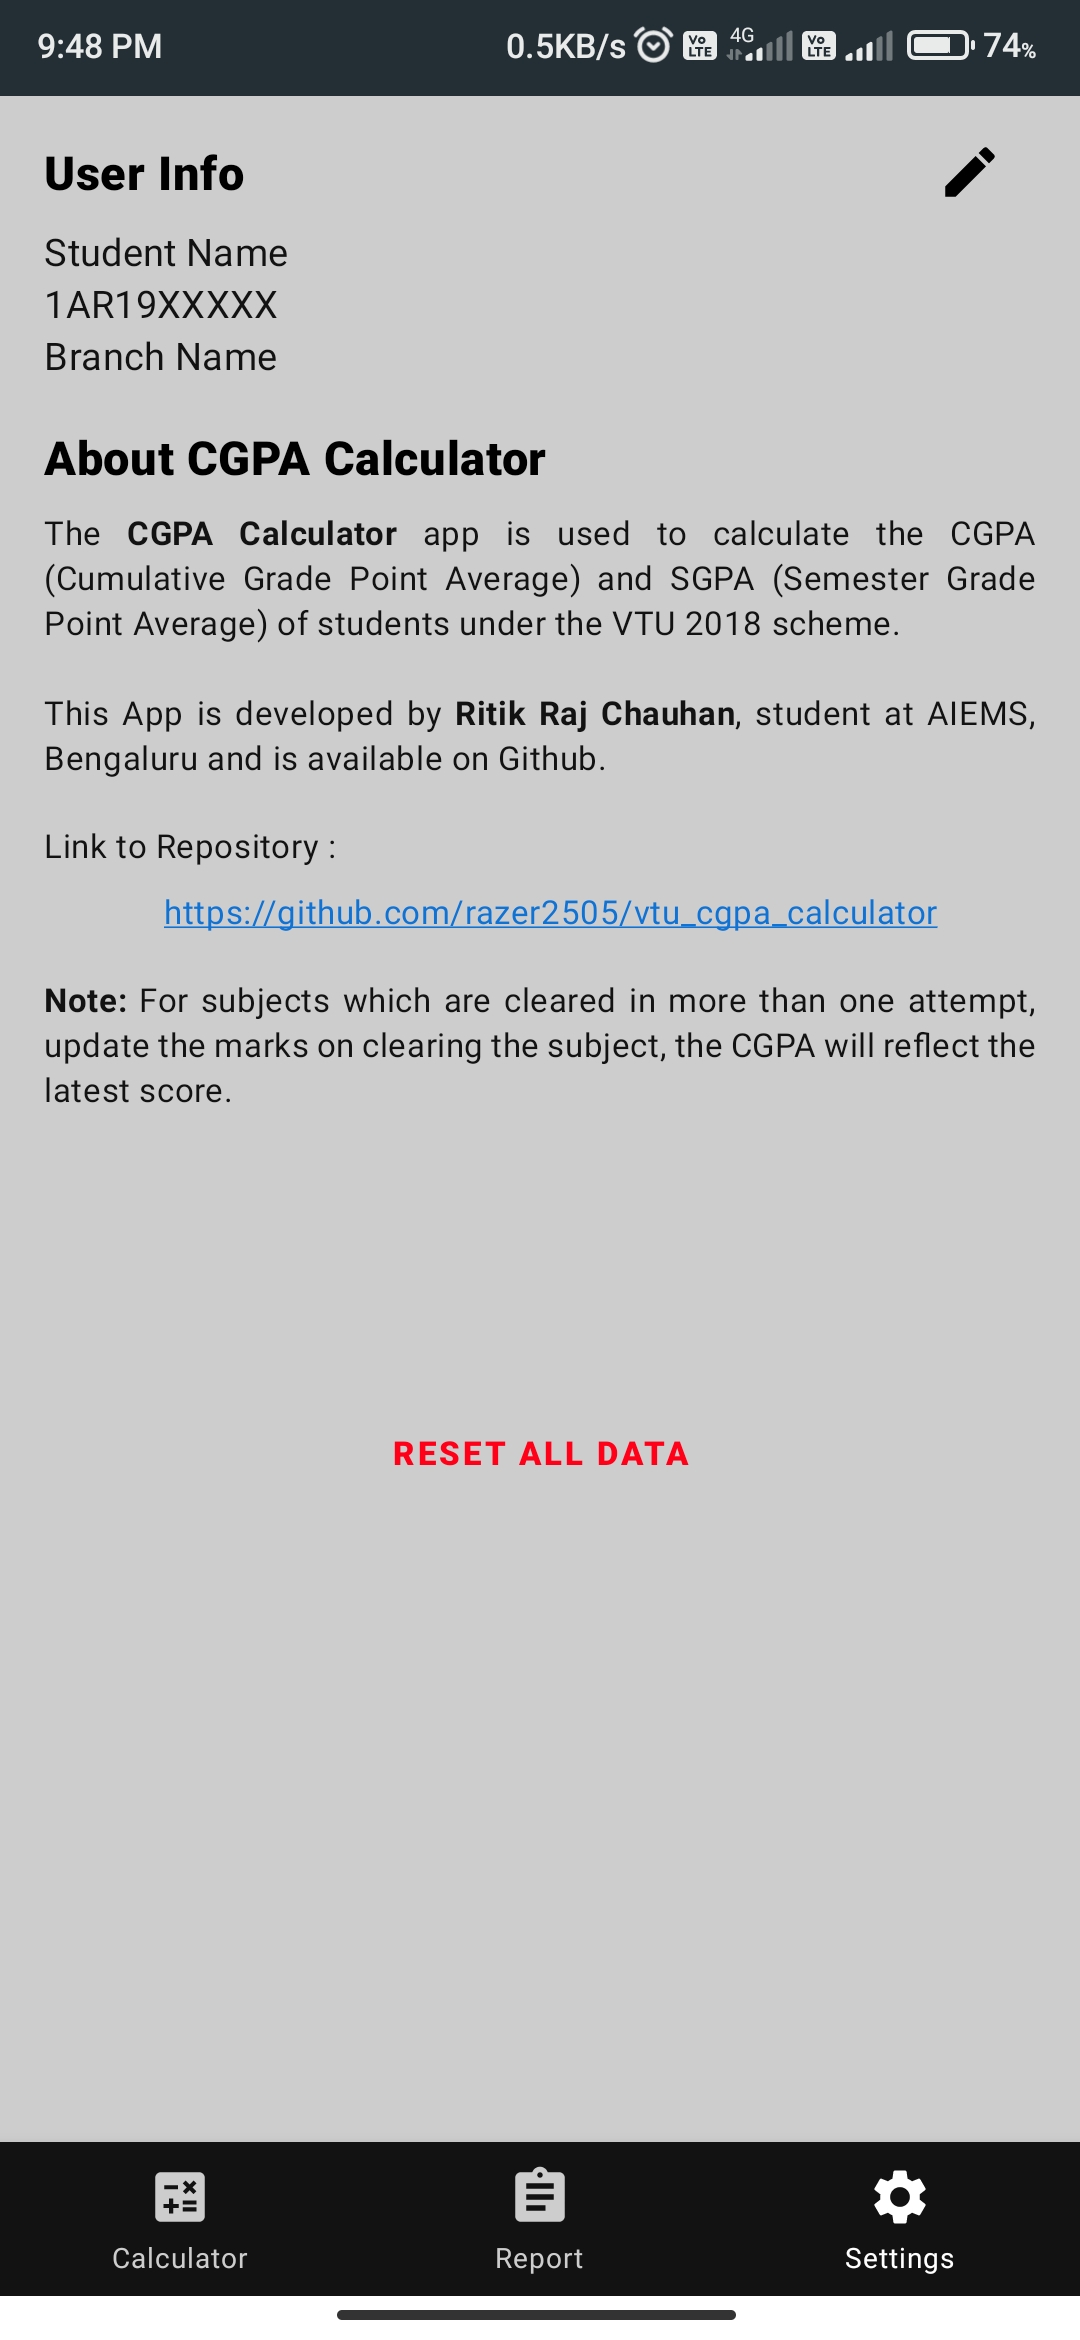 9:48 PM 0.5KB/s Vo LTE 4G Vo LTE 74%
User Info
Student Name
1AR19XXXXX
Branch Name
About CGPA Calculator
The CGPA Calculator app is used to calculate the CGPA
(Cumulative Grade Point Average) and SGPA (Semester Grade
Point Average) of students under the VTU 2018 scheme.
This App is developed by Ritik Raj Chauhan, student at AIEMS,
Bengaluru and is available on Github.
Link to Repository :
https://github.com/razer2505/vtu_cgpa_calculator
Note: For subjects which are cleared in more than one attempt,
update the marks on clearing the subject, the CGPA will reflect the
latest score.
RESET ALL DATA
Calculator Report Settings